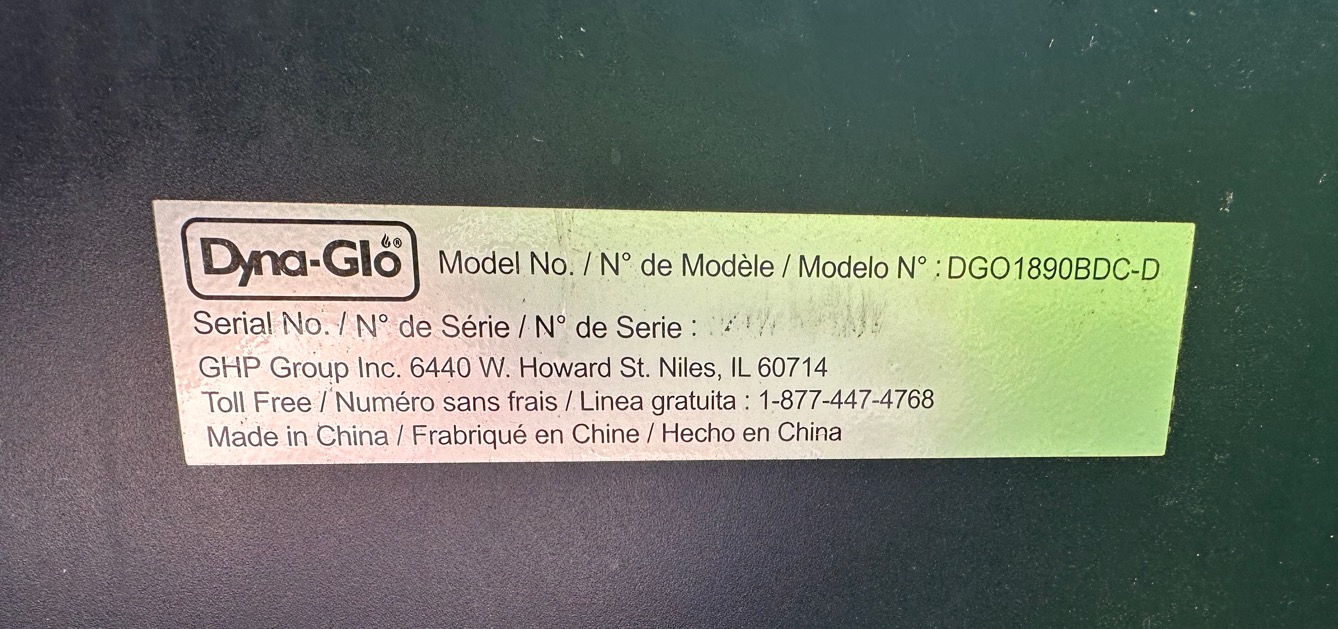 Dyna-Glo® Model No. / N° de Modèle / Modelo N° : DGO1890BDC-D
Serial No. / N° de Série / N° de Serie :
GHP Group Inc. 6440 W. Howard St. Niles, IL 60714
Toll Free / Numéro sans frais / Linea gratuita : 1-877-447-4768
Made in China / Frabriqué en Chine / Hecho en China